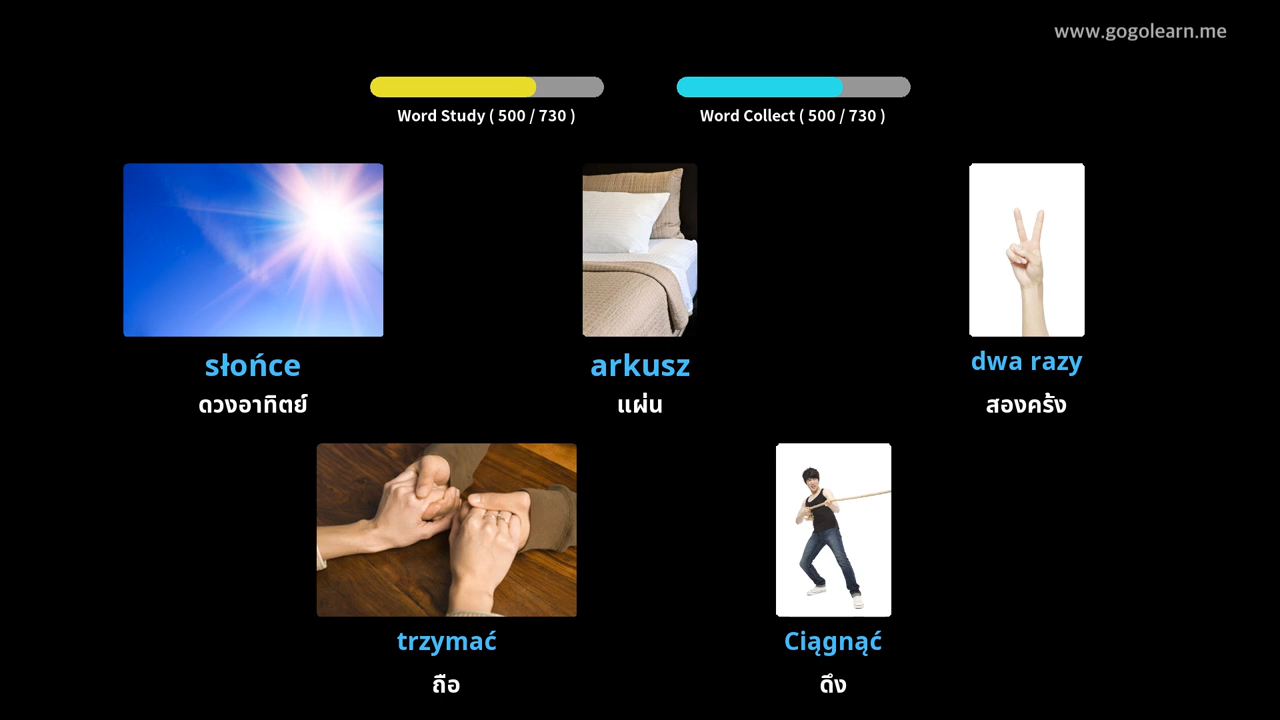 www.gogolearn.me
Word Study ( 500 / 730 )
Word Collect ( 500 / 730 )
słońce
arkusz
dwa razy
ดวงอาทิตย์
แผ่น
สองครั้ง
trzymać
Ciągnąć
ถือ
ดึง